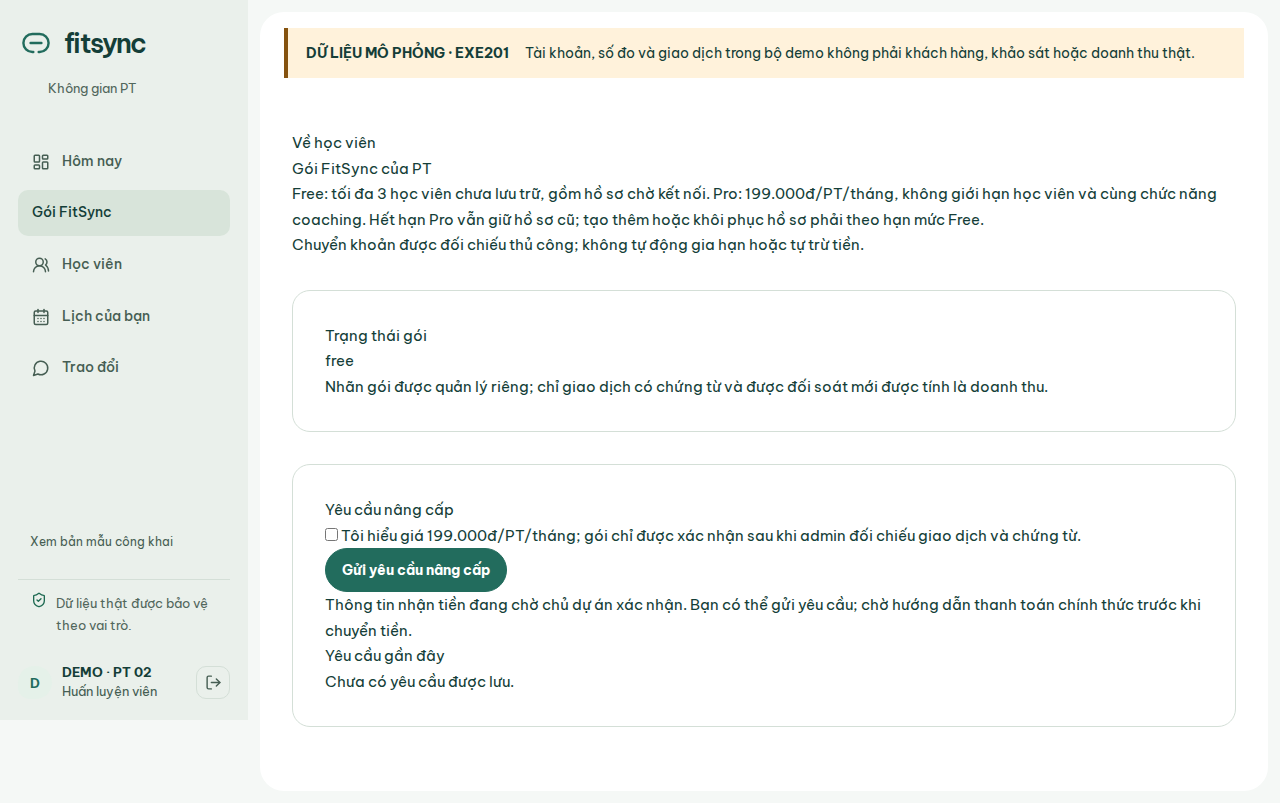 fitsync
Không gian PT
Hôm nay
Gói FitSync
Học viên
Lịch của bạn
Trao đổi
Xem bản mẫu công khai
Dữ liệu thật được bảo vệ
theo vai trò.
D
DEMO · PT 02
Huấn luyện viên
DỮ LIỆU MÔ PHỎNG · EXE201 Tài khoản, số đo và giao dịch trong bộ demo không phải khách hàng, khảo sát hoặc doanh thu thật.
Về học viên
Gói FitSync của PT
Free: tối đa 3 học viên chưa lưu trữ, gồm hồ sơ chờ kết nối. Pro: 199.000đ/PT/tháng, không giới hạn học viên và cùng chức năng
coaching. Hết hạn Pro vẫn giữ hồ sơ cũ; tạo thêm hoặc khôi phục hồ sơ phải theo hạn mức Free.
Chuyển khoản được đối chiếu thủ công; không tự động gia hạn hoặc tự trừ tiền.
Trạng thái gói
free
Nhãn gói được quản lý riêng; chỉ giao dịch có chứng từ và được đối soát mới được tính là doanh thu.
Yêu cầu nâng cấp
Tôi hiểu giá 199.000đ/PT/tháng; gói chỉ được xác nhận sau khi admin đối chiếu giao dịch và chứng từ.
Gửi yêu cầu nâng cấp
Thông tin nhận tiền đang chờ chủ dự án xác nhận. Bạn có thể gửi yêu cầu; chờ hướng dẫn thanh toán chính thức trước khi
chuyển tiền.
Yêu cầu gần đây
Chưa có yêu cầu được lưu.